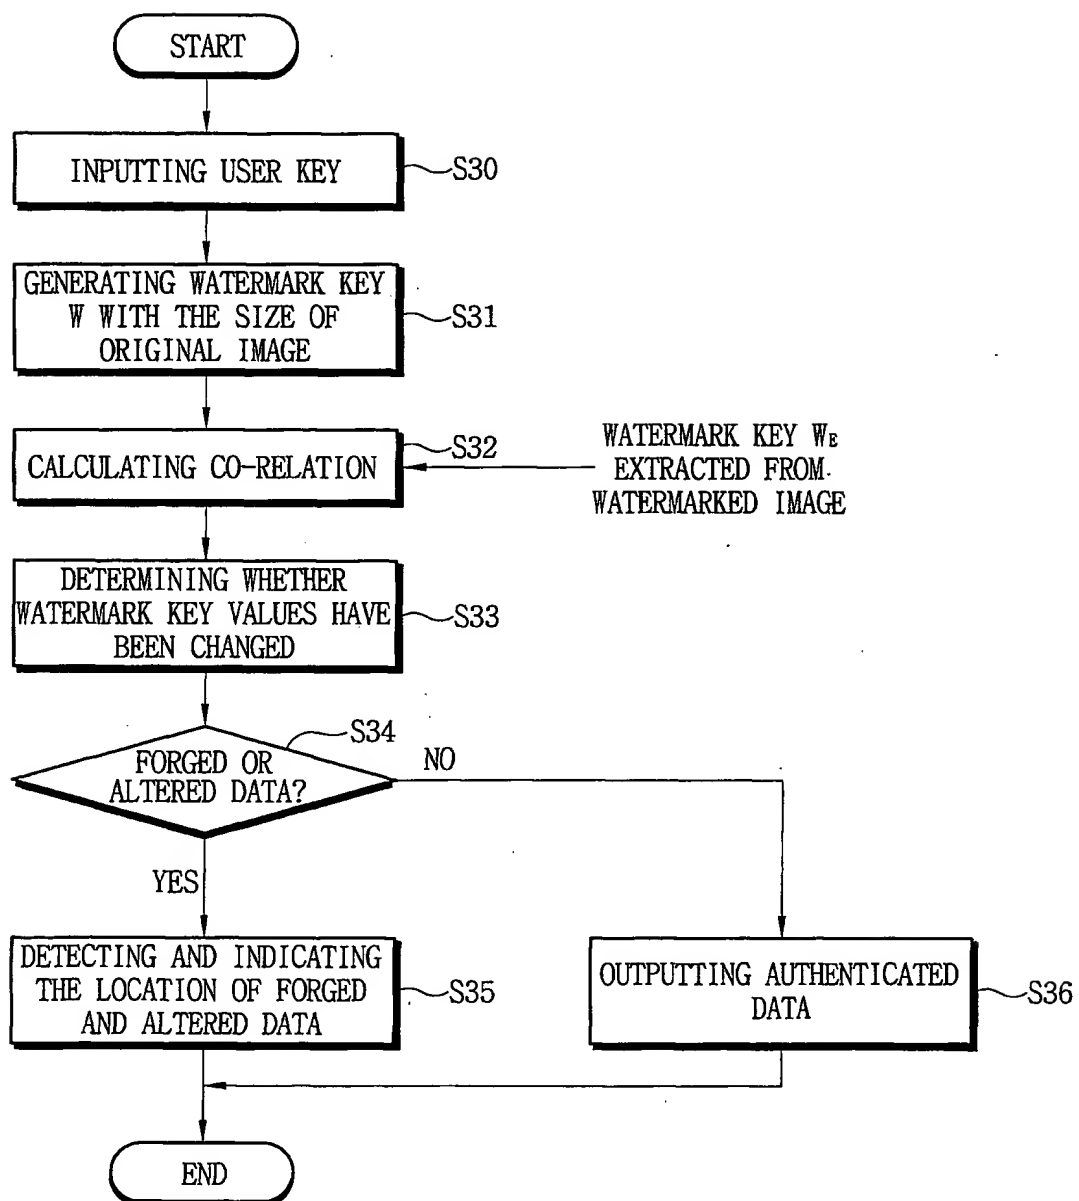 START
INPUTTING USER KEY
S30
GENERATING WATERMARK KEY
W WITH THE SIZE OF
ORIGINAL IMAGE
S31
CALCULATING CO-RELATION
S32
WATERMARK KEY WE
EXTRACTED FROM
WATERMARKED IMAGE
DETERMINING WHETHER
WATERMARK KEY VALUES HAVE
BEEN CHANGED
S33
S34
FORGED OR
ALTERED DATA?
NO
YES
DETECTING AND INDICATING
THE LOCATION OF FORGED
AND ALTERED DATA
S35
OUTPUTTING AUTHENTICATED
DATA
S36
END